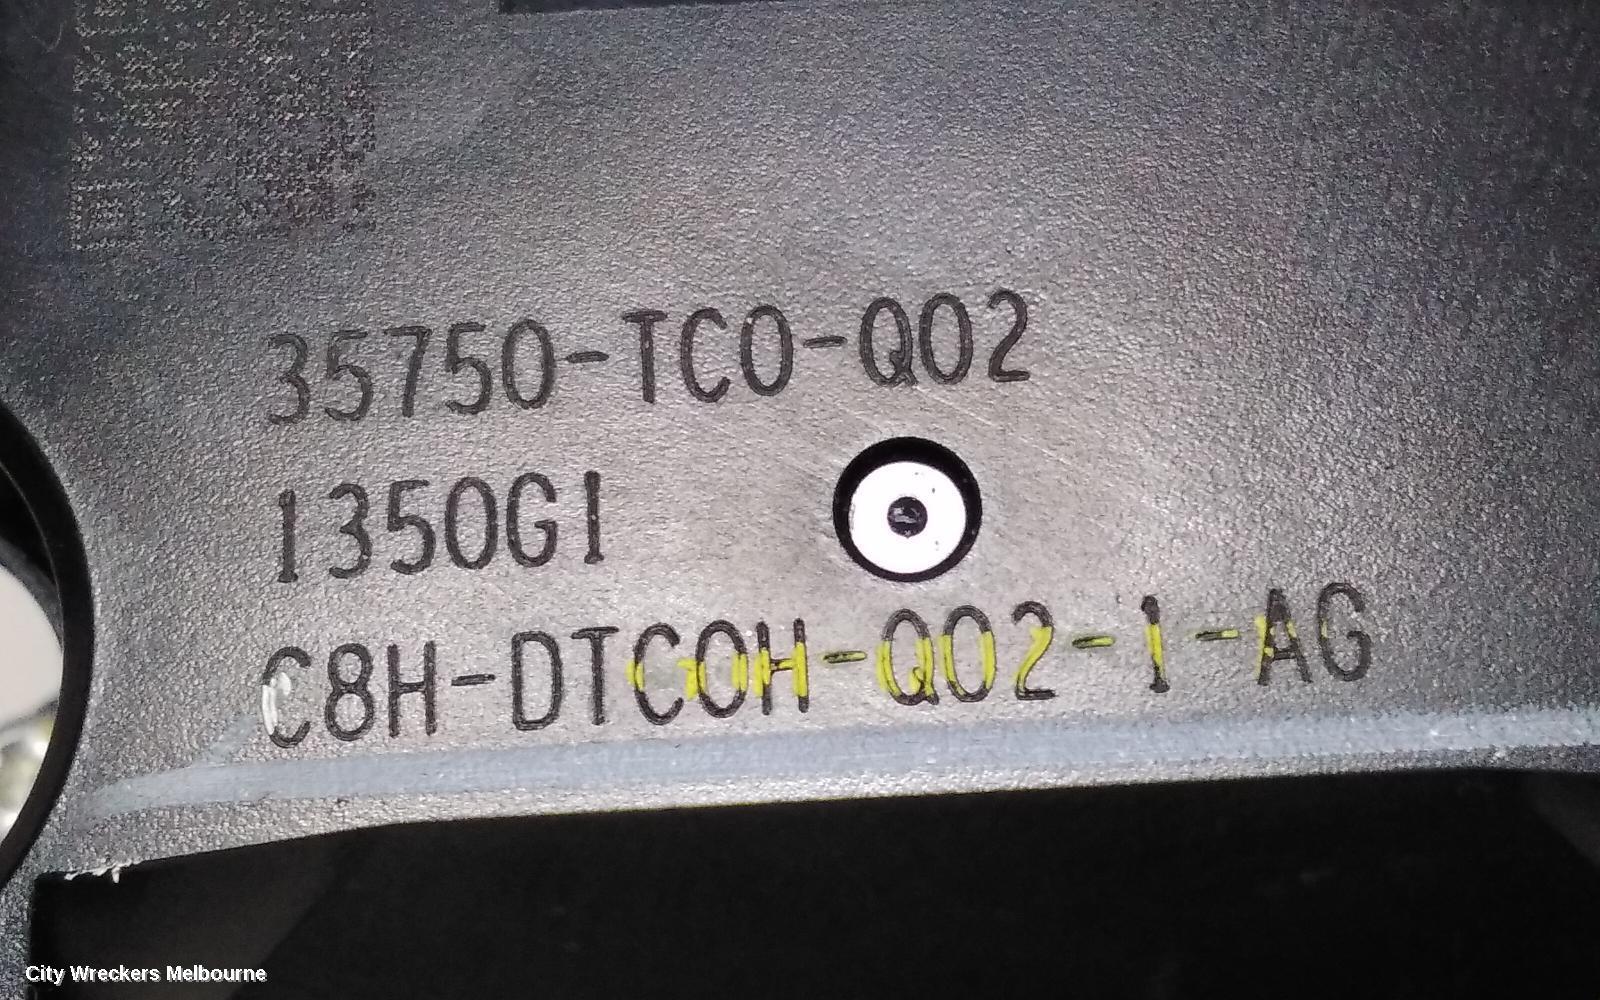 35750-TC0-Q02
1350G1
C8H-DTC0H-Q02-1-AG
City Wreckers Melbourne